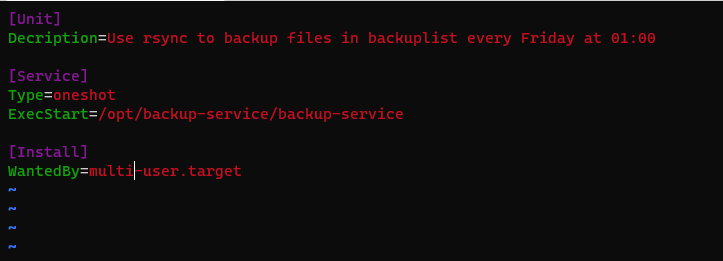 [Unit]
Decription=Use rsync to backup files in backuplist every Friday at 01:00
[Service]
Type=oneshot
ExecStart=/opt/backup-service/backup-service
[Install]
WantedBy=multi-user.target
~
~
~
~